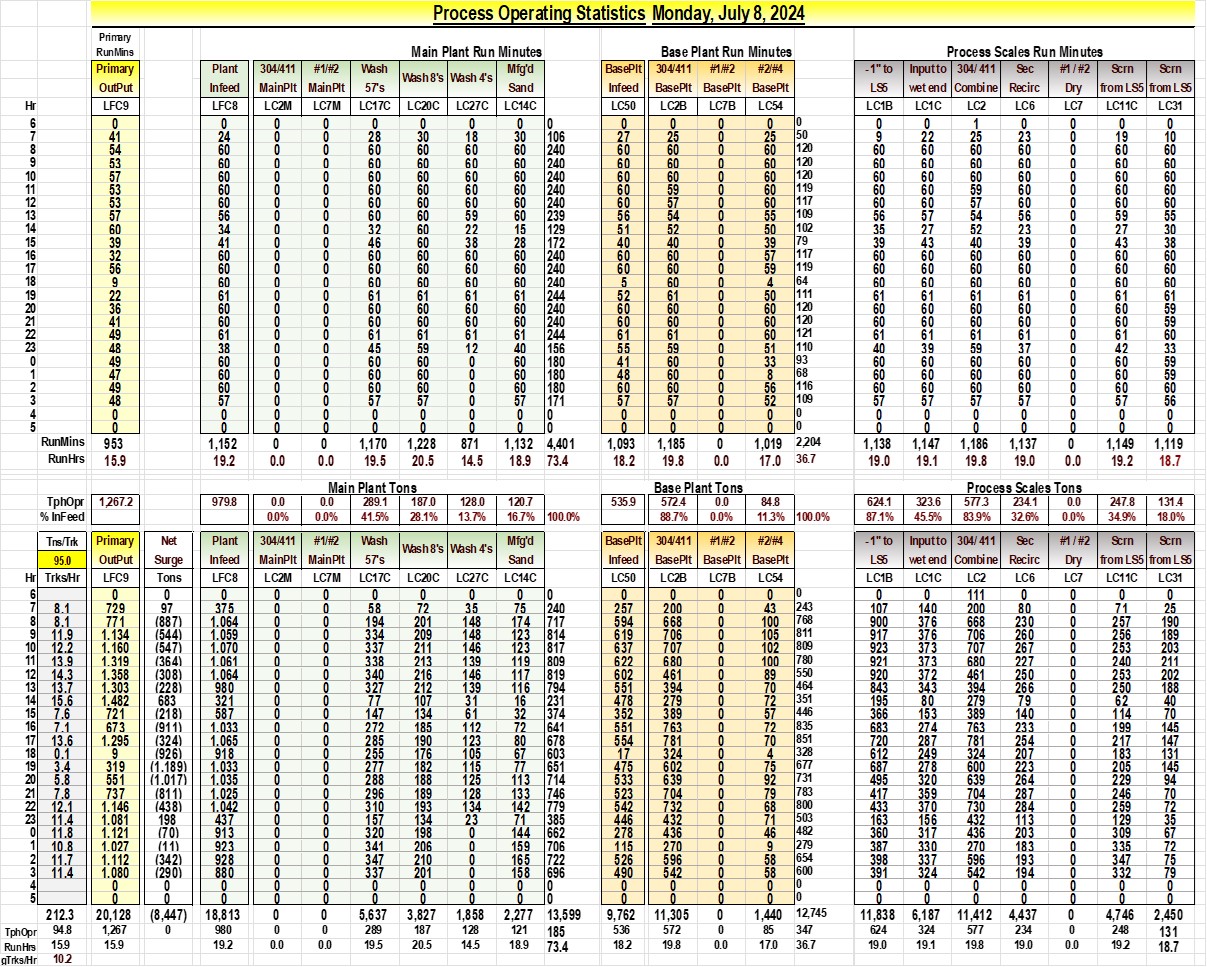 Process Operating Statistics Monday, July 8, 2024
Primary
RunMins Main Plant Run Minutes Base Plant Run Minutes Process Scales Run Minutes
Primary Plant 304/411 #1/#2 Wash Wash 8's Wash 4's Mfg'd BasePlt 304/411 #1/#2 #2/#4 -1" to Input to 304/ 411 Sec #1 / #2 Scrn Scrn
OutPut Infeed MainPlt MainPlt 57's Sand Infeed BasePlt BasePlt BasePlt LS5 wet end Combine Recirc Dry from LS5 from LS5
Hr LFC9 LFC8 LC2M LC7M LC17C LC20C LC27C LC14C LC50 LC2B LC7B LC54 LC1B LC1C LC2 LC6 LC7 LC11C LC31
6 0 0 0 0 0 0 0 0 0 0 0 0 0 0 0 0 1 0 0 0 0
7 41 24 0 0 28 30 18 30 106 27 25 0 25 50 9 22 25 23 0 19 10
8 54 60 0 0 60 60 60 60 240 60 60 0 60 120 60 60 60 60 0 60 60
9 53 60 0 0 60 60 60 60 240 60 60 0 60 120 60 60 60 60 0 60 60
10 57 60 0 0 60 60 60 60 240 60 60 0 60 120 60 60 60 60 0 60 60
11 53 60 0 0 60 60 60 60 240 60 59 0 60 119 60 60 59 60 0 60 60
12 53 60 0 0 60 60 60 60 240 60 57 0 60 117 60 60 57 60 0 60 60
13 57 56 0 0 60 60 59 60 239 56 54 0 55 109 56 57 54 56 0 59 55
14 60 34 0 0 32 60 22 15 129 51 52 0 50 102 35 27 52 23 0 27 30
15 39 41 0 0 46 60 38 28 172 40 40 0 39 79 39 43 40 39 0 43 38
16 32 60 0 0 60 60 60 60 240 60 60 0 57 117 60 60 60 60 0 60 60
17 56 60 0 0 60 60 60 60 240 60 60 0 59 119 60 60 60 60 0 60 60
18 9 60 0 0 60 60 60 60 240 5 60 0 4 64 60 60 60 60 0 60 60
19 22 61 0 0 61 61 61 61 244 52 61 0 50 111 61 61 61 61 0 61 61
20 36 60 0 0 60 60 60 60 240 60 60 0 60 120 60 60 60 60 0 60 59
21 41 60 0 0 60 60 60 60 240 60 60 0 60 120 60 60 60 60 0 60 59
22 49 61 0 0 61 61 61 61 244 60 61 0 60 121 61 61 61 61 0 61 60
23 48 38 0 0 45 59 12 40 156 55 59 0 51 110 40 39 59 37 0 42 33
0 49 60 0 0 60 60 0 60 180 41 60 0 33 93 60 60 60 60 0 60 59
1 47 60 0 0 60 60 0 60 180 48 60 0 8 68 60 60 60 60 0 60 59
2 49 60 0 0 60 60 0 60 180 60 60 0 56 116 60 60 60 60 0 60 60
3 48 57 0 0 57 57 0 57 171 57 57 0 52 109 57 57 57 57 0 57 56
4 0 0 0 0 0 0 0 0 0 0 0 0 0 0 0 0 0 0 0 0 0
5 0 0 0 0 0 0 0 0 0 0 0 0 0 0 0 0 0 0 0 0 0
RunMins 953 1,152 0 0 1,170 1,228 871 1,132 4,401 1,093 1,185 0 1,019 2,204 1,138 1,147 1,186 1,137 0 1,149 1,119
RunHrs 15.9 19.2 0.0 0.0 19.5 20.5 14.5 18.9 73.4 18.2 19.8 0.0 17.0 36.7 19.0 19.1 19.8 19.0 0.0 19.2 18.7
Main Plant Tons Base Plant Tons Process Scales Tons
TphOpr 1,267.2 979.8 0.0 0.0 289.1 187.0 128.0 120.7 535.9 572.4 0.0 84.8 624.1 323.6 577.3 234.1 0.0 247.8 131.4
% InFeed 0.0% 0.0% 41.5% 28.1% 13.7% 16.7% 100.0% 88.7% 0.0% 11.3% 100.0% 87.1% 45.5% 83.9% 32.6% 0.0% 34.9% 18.0%
Tns/Trk Primary Net Plant 304/411 #1/#2 Wash Wash 8's Wash 4's Mfg'd BasePlt 304/411 #1/#2 #2/#4 -1" to Input to 304/ 411 Sec #1 / #2 Scrn Scrn
95.0 OutPut Surge Infeed MainPlt MainPlt 57's Sand Infeed BasePlt BasePlt BasePlt LS5 wet end Combine Recirc Dry from LS5 from LS5
Hr Trks/Hr LFC9 Tons LFC8 LC2M LC7M LC17C LC20C LC27C LC14C LC50 LC2B LC7B LC54 LC1B LC1C LC2 LC6 LC7 LC11C LC31
6 0 0 0 0 0 0 0 0 0 0 0 0 0 0 0 0 0 111 0 0 0 0
7 8.1 729 97 375 0 0 58 72 35 75 240 257 200 0 43 243 107 140 200 80 0 71 25
8 8.1 771 (887) 1,064 0 0 194 201 148 174 717 594 668 0 100 768 900 376 668 230 0 257 190
9 11.9 1,134 (544) 1,059 0 0 334 209 148 123 814 619 706 0 105 811 917 376 706 260 0 256 189
10 12.2 1,160 (547) 1,070 0 0 337 211 146 123 817 637 707 0 102 809 923 373 707 267 0 253 203
11 13.9 1,319 (364) 1,061 0 0 338 213 139 119 809 622 680 0 100 780 921 373 680 227 0 240 211
12 14.3 1,358 (308) 1,064 0 0 340 216 146 117 819 602 461 0 89 550 920 372 461 250 0 253 202
13 13.7 1,303 (228) 980 0 0 327 212 139 116 794 551 394 0 70 464 843 343 394 266 0 250 188
14 15.6 1,482 683 321 0 0 77 107 31 16 231 478 279 0 72 351 195 80 279 79 0 62 40
15 7.6 721 (218) 587 0 0 147 134 61 32 374 352 389 0 57 446 366 153 389 140 0 114 70
16 7.1 673 (911) 1,033 0 0 272 185 112 72 641 551 763 0 72 835 683 274 763 233 0 199 145
17 13.6 1,295 (324) 1,065 0 0 285 190 123 80 678 554 781 0 70 851 720 287 781 254 0 217 147
18 0.1 9 (926) 918 0 0 255 176 105 67 603 17 324 0 4 328 612 249 324 207 0 183 131
19 3.4 319 (1,189) 1,033 0 0 277 182 115 77 651 475 602 0 75 677 687 278 600 223 0 205 145
20 5.8 551 (1,017) 1,035 0 0 288 188 125 113 714 533 639 0 92 731 495 320 639 264 0 229 94
21 7.8 737 (811) 1,025 0 0 296 189 128 133 746 523 704 0 79 783 417 359 704 287 0 246 70
22 12.1 1,146 (438) 1,042 0 0 310 193 134 142 779 542 732 0 68 800 433 370 730 284 0 259 72
23 11.4 1,081 198 437 0 0 157 134 23 71 385 446 432 0 71 503 163 156 432 113 0 129 35
0 11.8 1,121 (70) 913 0 0 320 198 0 144 662 278 436 0 46 482 360 317 436 203 0 309 67
1 10.8 1,027 (11) 923 0 0 341 206 0 159 706 115 270 0 9 279 387 330 270 183 0 335 72
2 11.7 1,112 (342) 928 0 0 347 210 0 165 722 526 596 0 58 654 398 337 596 193 0 347 75
3 11.4 1,080 (290) 880 0 0 337 201 0 158 696 490 542 0 58 600 391 324 542 194 0 332 79
4 0 0 0 0 0 0 0 0 0 0 0 0 0 0 0 0 0 0 0 0 0 0
5 0 0 0 0 0 0 0 0 0 0 0 0 0 0 0 0 0 0 0 0 0 0
212.3 20,128 (8,447) 18,813 0 0 5,637 3,827 1,858 2,277 13,599 9,762 11,305 0 1,440 12,745 11,838 6,187 11,412 4,437 0 4,746 2,450
TphOpr 94.8 1,267 0 980 289 187 128 121 185 536 572 85 347 624 324 577 234 0 248 131
RunHrs 15.9 15.9 19.2 0.0 0.0 19.5 20.5 14.5 18.9 73.4 18.2 19.8 0.0 17.0 36.7 19.0 19.1 19.8 19.0 0.0 19.2 18.7
gTrks/Hr 10.2